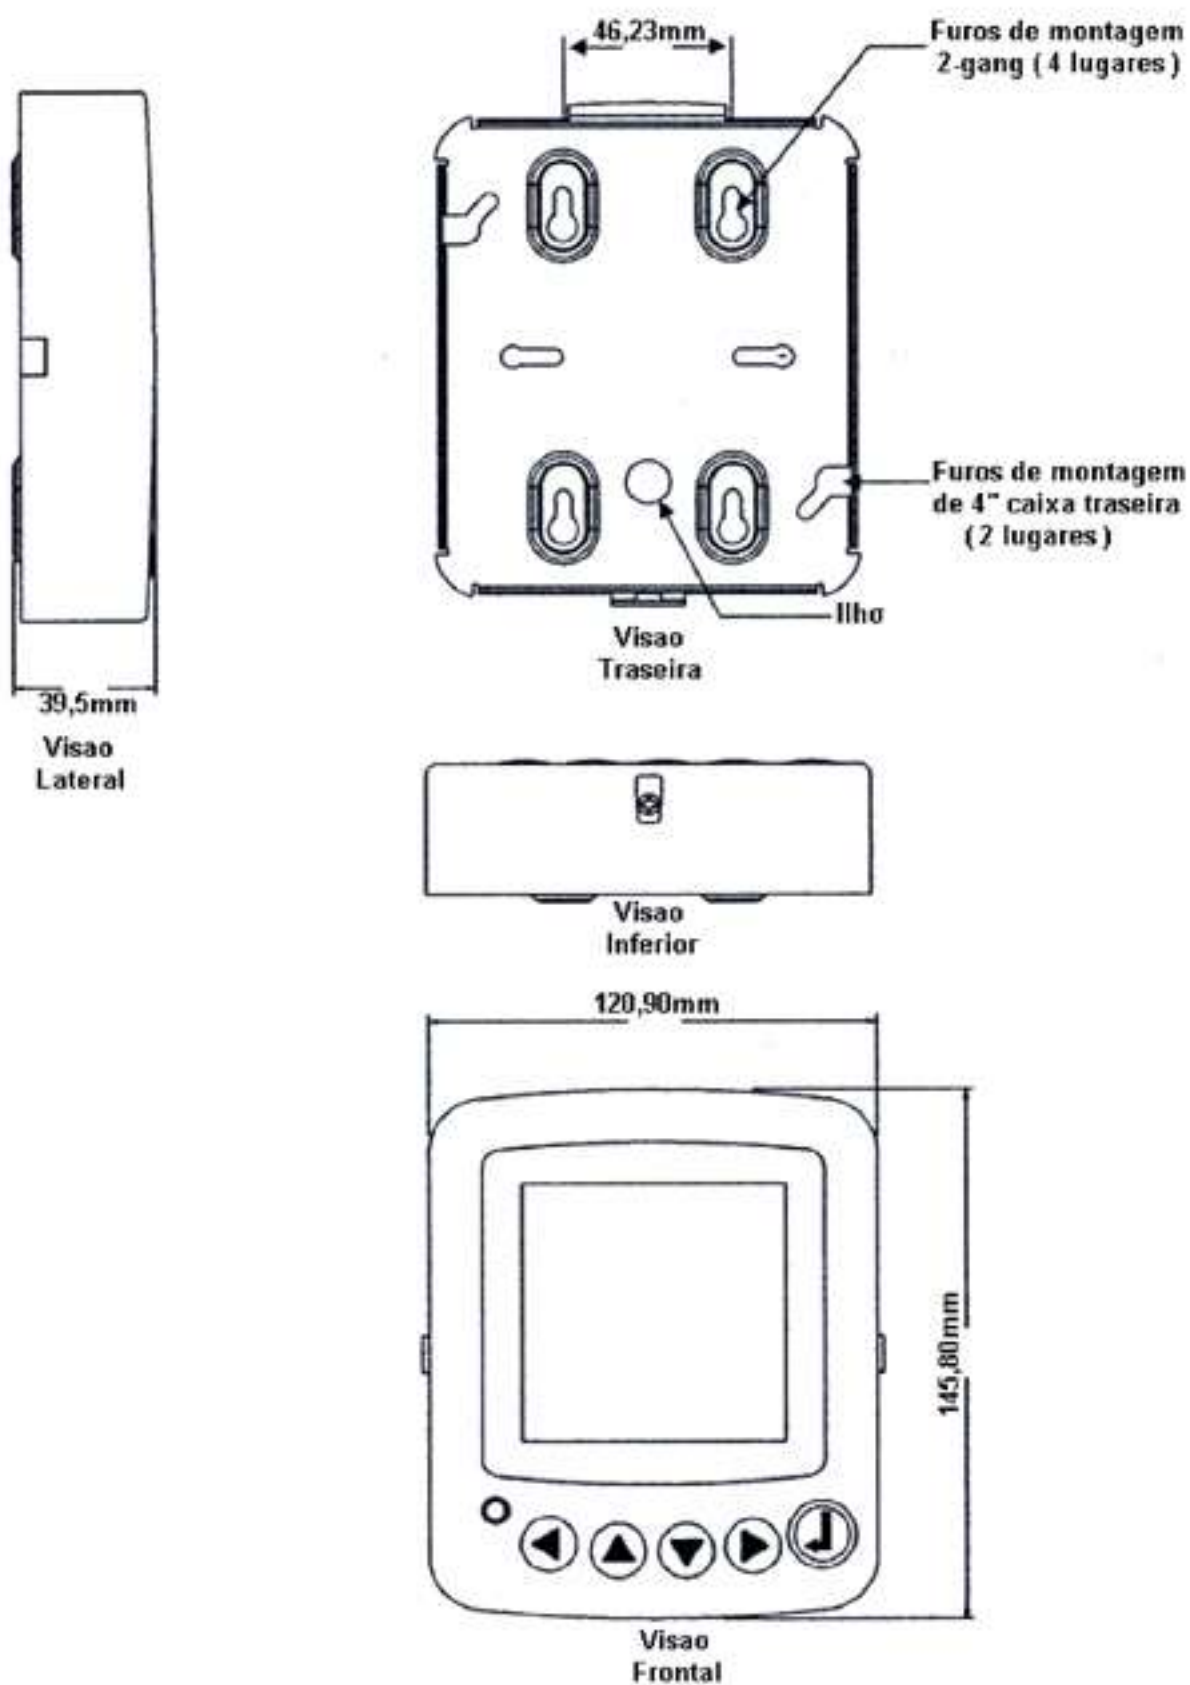 46,23mm
Furos de montagem
2-gang ( 4 lugares )
Furos de montagem
de 4" caixa traseira
( 2 lugares )
Ilho
Visao
Traseira
39,5mm
Visao
Lateral
Visao
Inferior
120,90mm
145,80mm
Visao
Frontal